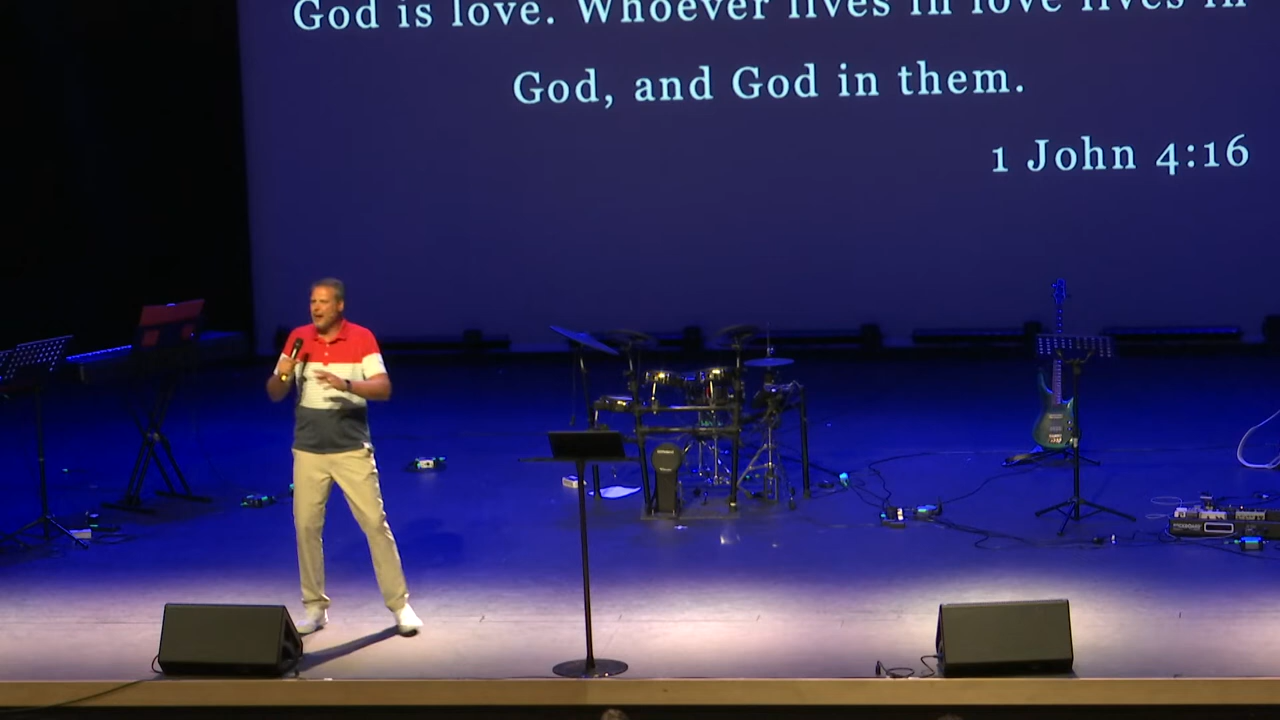 God is love. Whoever lives in love lives in
God, and God in them.
1 John 4:16